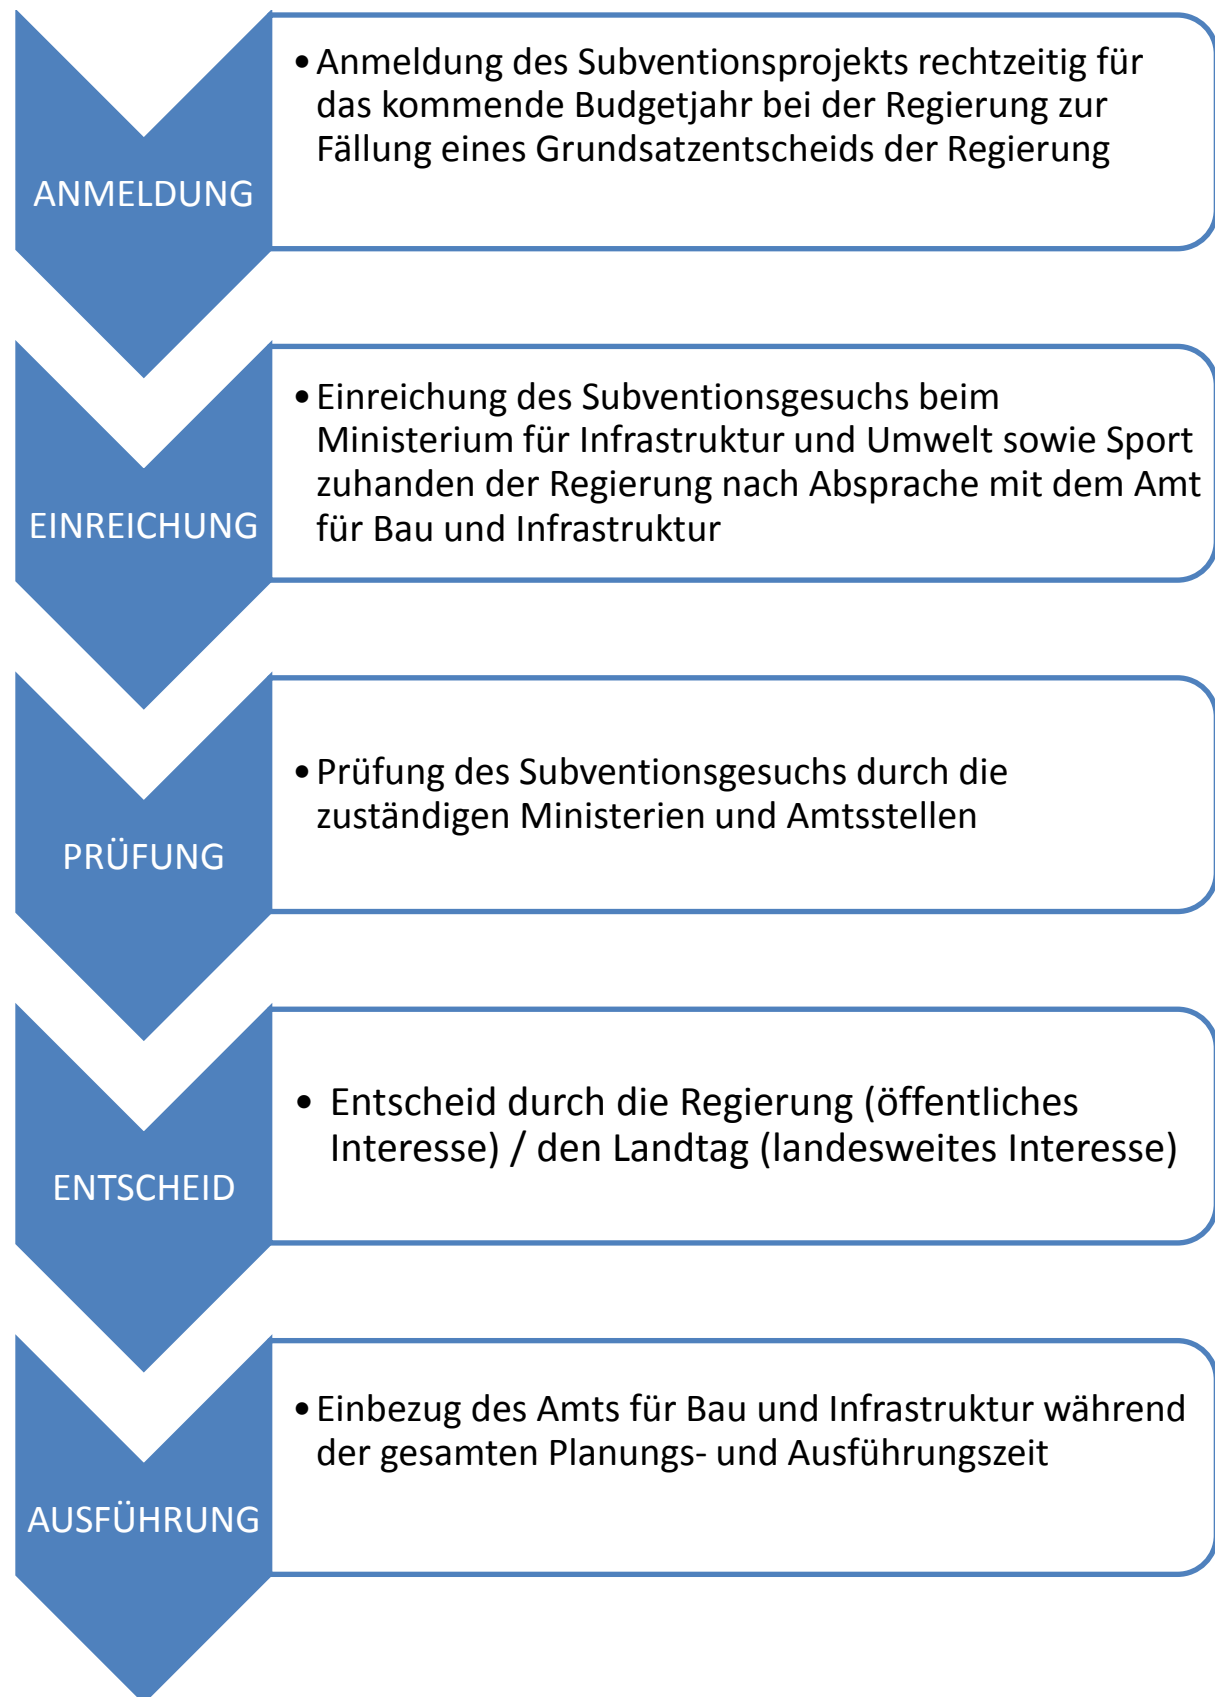 ANMELDUNG
•Anmeldung des Subventionsprojekts rechtzeitig für
das kommende Budgetjahr bei der Regierung zur
Fällung eines Grundsatzentscheids der Regierung
EINREICHUNG
•Einreichung des Subventionsgesuchs beim
Ministerium für Infrastruktur und Umwelt sowie Sport
zuhanden der Regierung nach Absprache mit dem Amt
für Bau und Infrastruktur
PRÜFUNG
•Prüfung des Subventionsgesuchs durch die
zuständigen Ministerien und Amtsstellen
ENTSCHEID
• Entscheid durch die Regierung (öffentliches
Interesse) / den Landtag (landesweites Interesse)
AUSFÜHRUNG
•Einbezug des Amts für Bau und Infrastruktur während
der gesamten Planungs- und Ausführungszeit